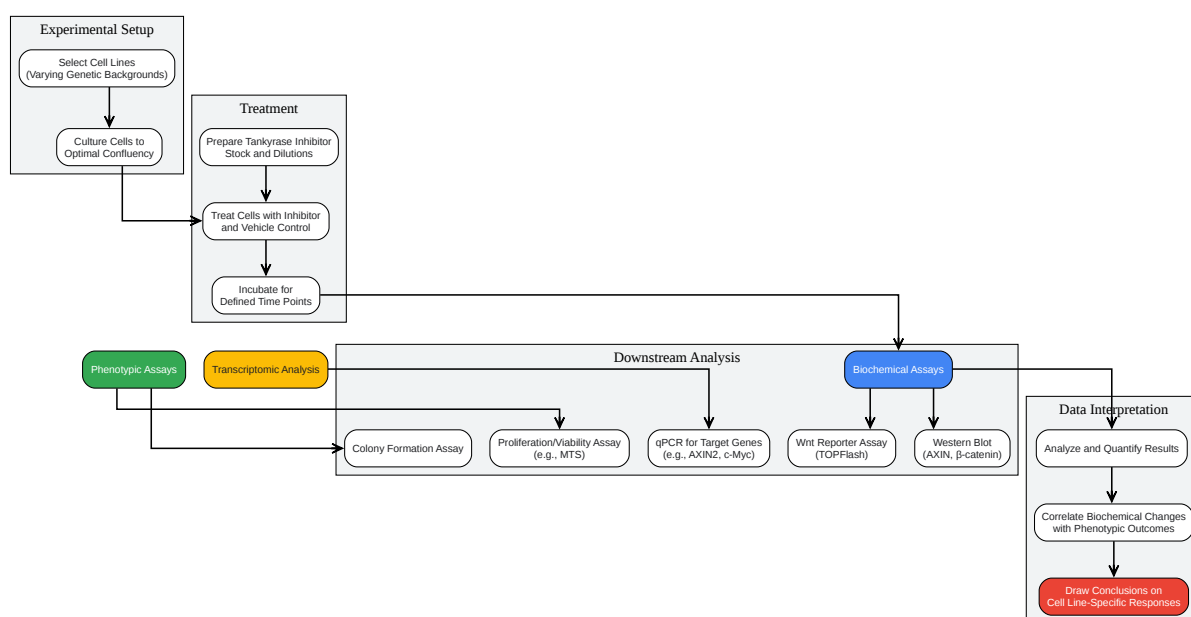 Experimental Setup
Select Cell Lines
(Varying Genetic Backgrounds)
Culture Cells to
Optimal Confluency
Treatment
Prepare Tankyrase Inhibitor
Stock and Dilutions
Treat Cells with Inhibitor
and Vehicle Control
Incubate for
Defined Time Points
Phenotypic Assays
Transcriptomic Analysis
Downstream Analysis
Biochemical Assays
Colony Formation Assay
Proliferation/Viability Assay
(e.g., MTS)
qPCR for Target Genes
(e.g., AXIN2, c-Myc)
Wnt Reporter Assay
(TOPFlash)
Western Blot
(AXIN, β-catenin)
Data Interpretation
Analyze and Quantify Results
Correlate Biochemical Changes
with Phenotypic Outcomes
Draw Conclusions on
Cell Line-Specific Responses